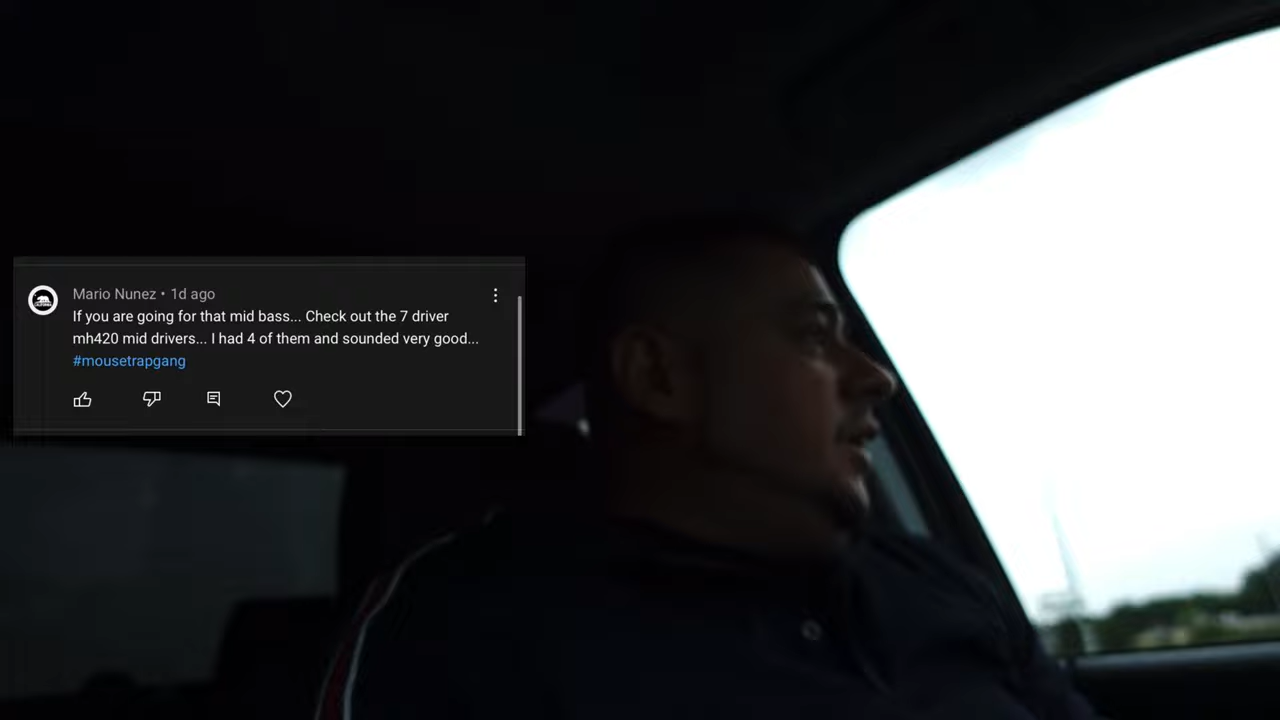 Mario Nunez • 1d ago
If you are going for that mid bass... Check out the 7 driver
mh420 mid drivers... I had 4 of them and sounded very good...
#mousetrapgang